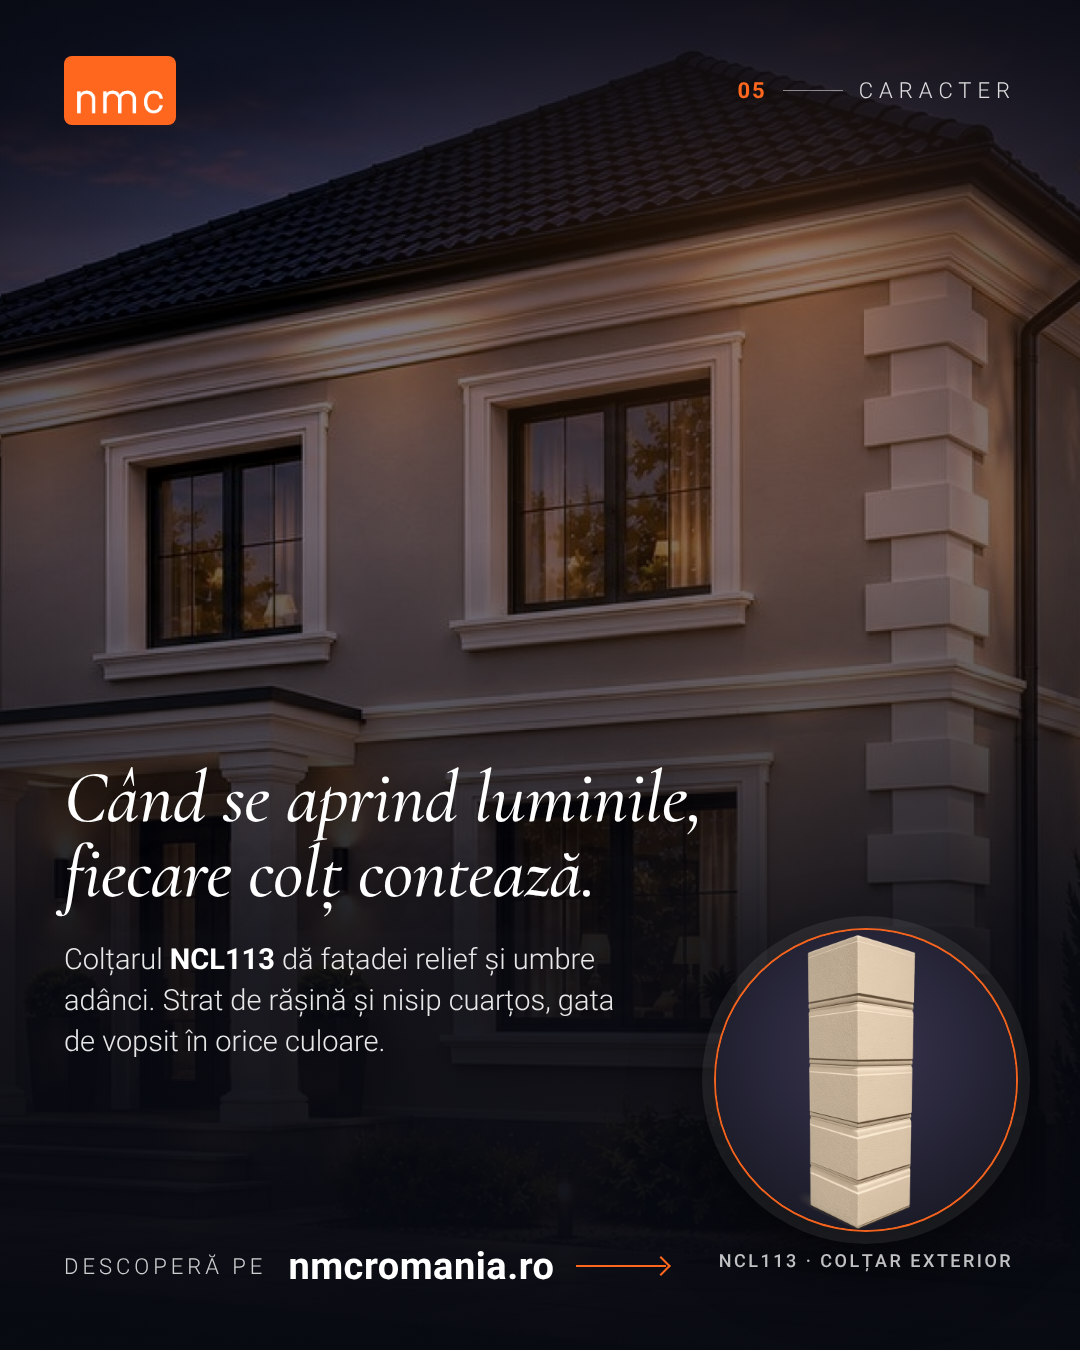 nmc
05 CARACTER
Când se aprind luminile,
fiecare colț contează.
Colțarul NCL113 dă fațadei relief și umbre
adânci. Strat de rășină și nisip cuarțos, gata
de vopsit în orice culoare.
DESCOPERĂ PE nmcromania.ro
NCL113 · COLȚAR EXTERIOR